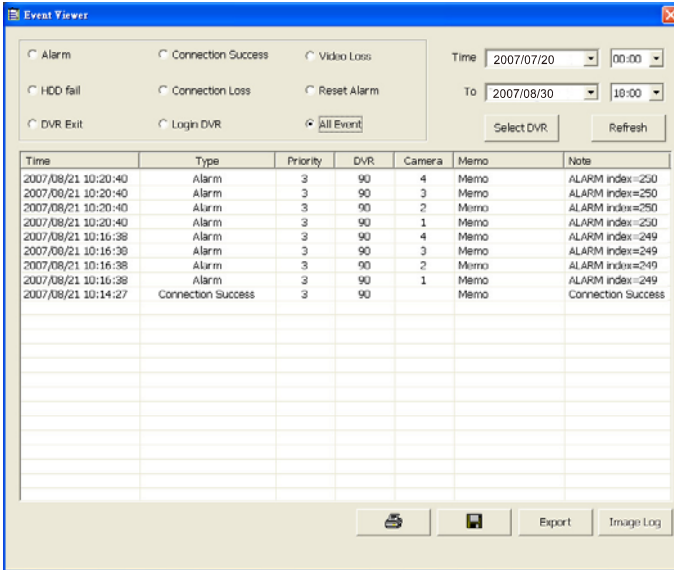 Event Viewer
Alarm Connection Success Video Loss Time 2007/07/20 00:00
HDD fail Connection Loss Reset Alarm To 2007/08/30 18:00
DVR Exit Login DVR All Event Select DVR Refresh
Time Type Priority DVR Camera Memo Note
2007/08/21 10:20:40 Alarm 3 90 4 Memo ALARM index=250
2007/08/21 10:20:40 Alarm 3 90 3 Memo ALARM index=250
2007/08/21 10:20:40 Alarm 3 90 2 Memo ALARM index=250
2007/08/21 10:20:40 Alarm 3 90 1 Memo ALARM index=250
2007/08/21 10:16:38 Alarm 3 90 4 Memo ALARM index=249
2007/08/21 10:16:38 Alarm 3 90 3 Memo ALARM index=249
2007/08/21 10:16:38 Alarm 3 90 2 Memo ALARM index=249
2007/08/21 10:16:38 Alarm 3 90 1 Memo ALARM index=249
2007/08/21 10:14:27 Connection Success 3 90 Memo Connection Success
Export Image Log